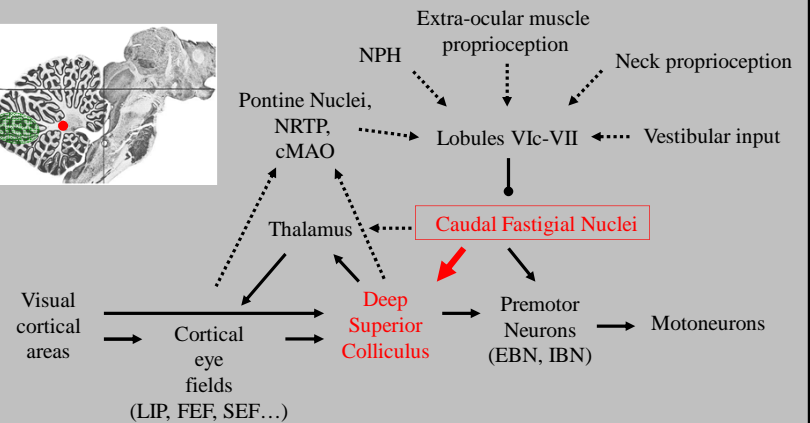 Extra-ocular muscle
proprioception
NPH
Neck proprioception
Pontine Nuclei,
NRTP,
cMAO
Lobules VIc-VII
Vestibular input
Thalamus
Caudal Fastigial Nuclei
Visual
cortical
areas
Cortical
eye
fields
(LIP, FEF, SEF…)
Deep
Superior
Colliculus
Premotor
Neurons
(EBN, IBN)
Motoneurons